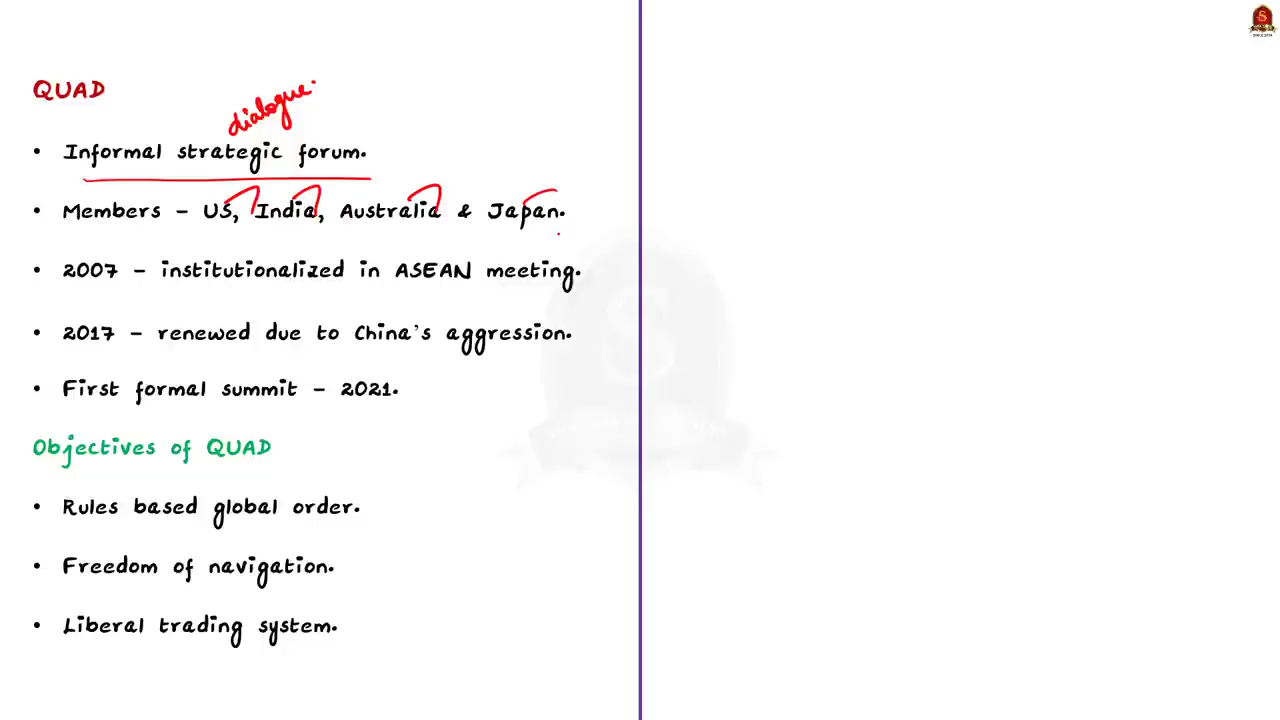 QUAD
dialogue.
• Informal strategic forum.
• Members – US, India, Australia & Japan.
• 2007 – institutionalized in ASEAN meeting.
• 2017 – renewed due to China's aggression.
• First formal summit – 2021.
Objectives of QUAD
• Rules based global order.
• Freedom of navigation.
• Liberal trading system.